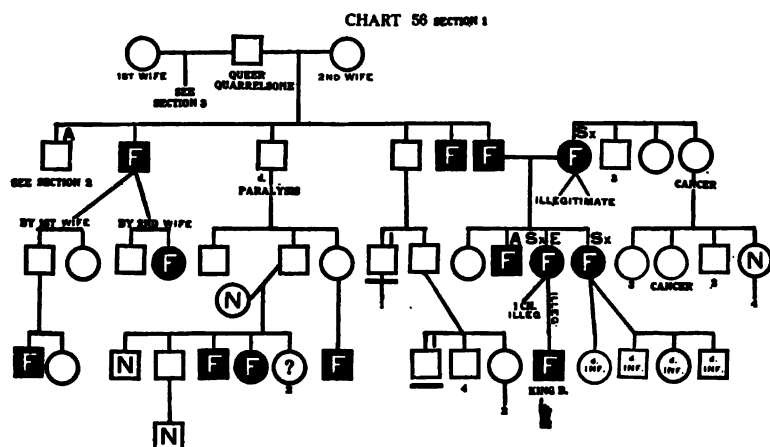 CHART 56 SECTION 1
1ST WIFE
QUEER
QUARRELSOME
2ND WIFE
SEE
SECTION 3
A
F
F
F
Sx
F
3
SEE SECTION 2
d.
PARALYSIS
ILLEGITIMATE
CANCER
BY 1ST WIFE
BY 2ND WIFE
F
A
F
Sx E
F
Sx
F
3
CANCER
3
N
4
N
1 CH.
ILLEG.
ILLEG.
F
N
F
F
?
2
F
4
2
F
KING B.
d.
INF.
d.
INF.
d.
INF.
d.
INF.
N